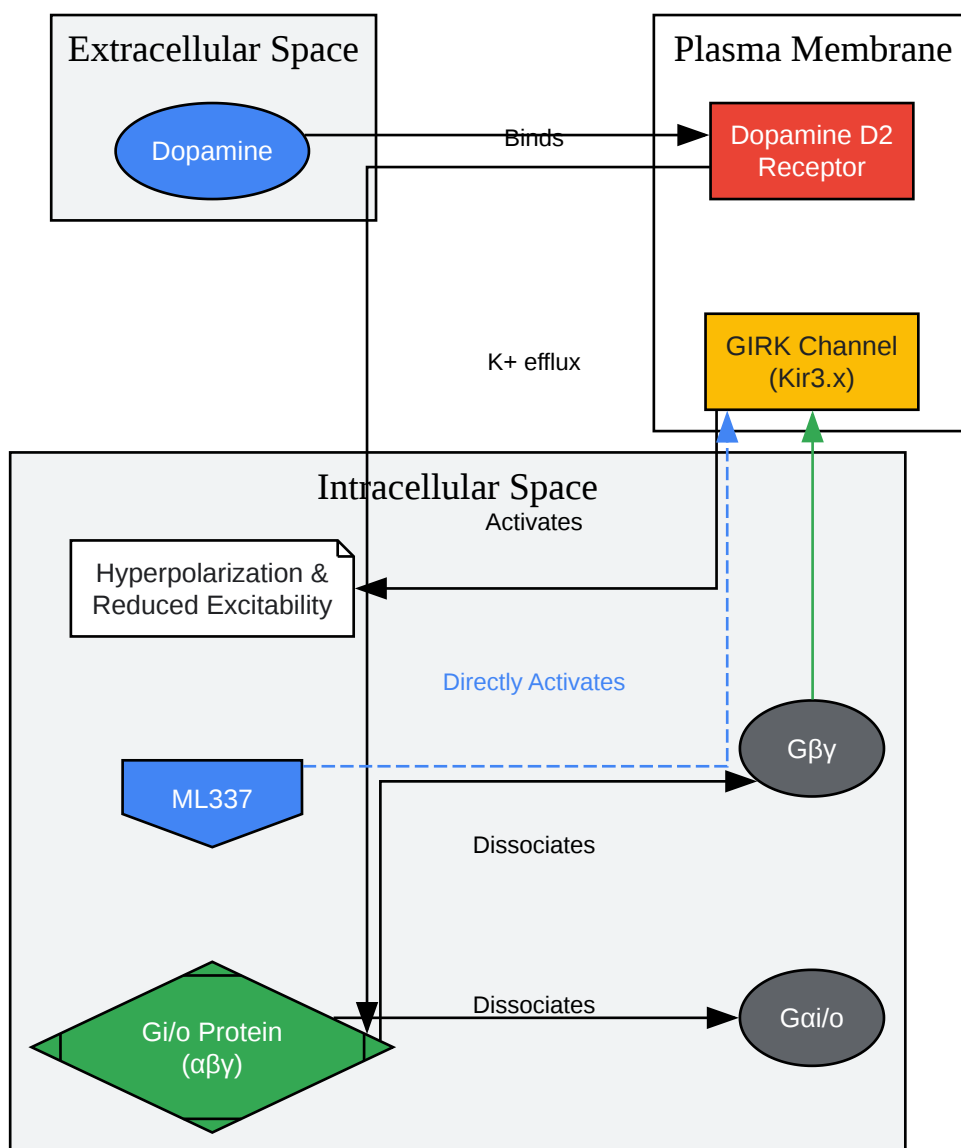 Extracellular Space
Plasma Membrane
Dopamine
Binds
Dopamine D2
Receptor
K+ efflux
GIRK Channel
(Kir3.x)
Intracellular Space
Activates
Hyperpolarization &
Reduced Excitability
Directly Activates
Gβγ
ML337
Dissociates
Dissociates
Gi/o Protein
(αβγ)
Gαi/o